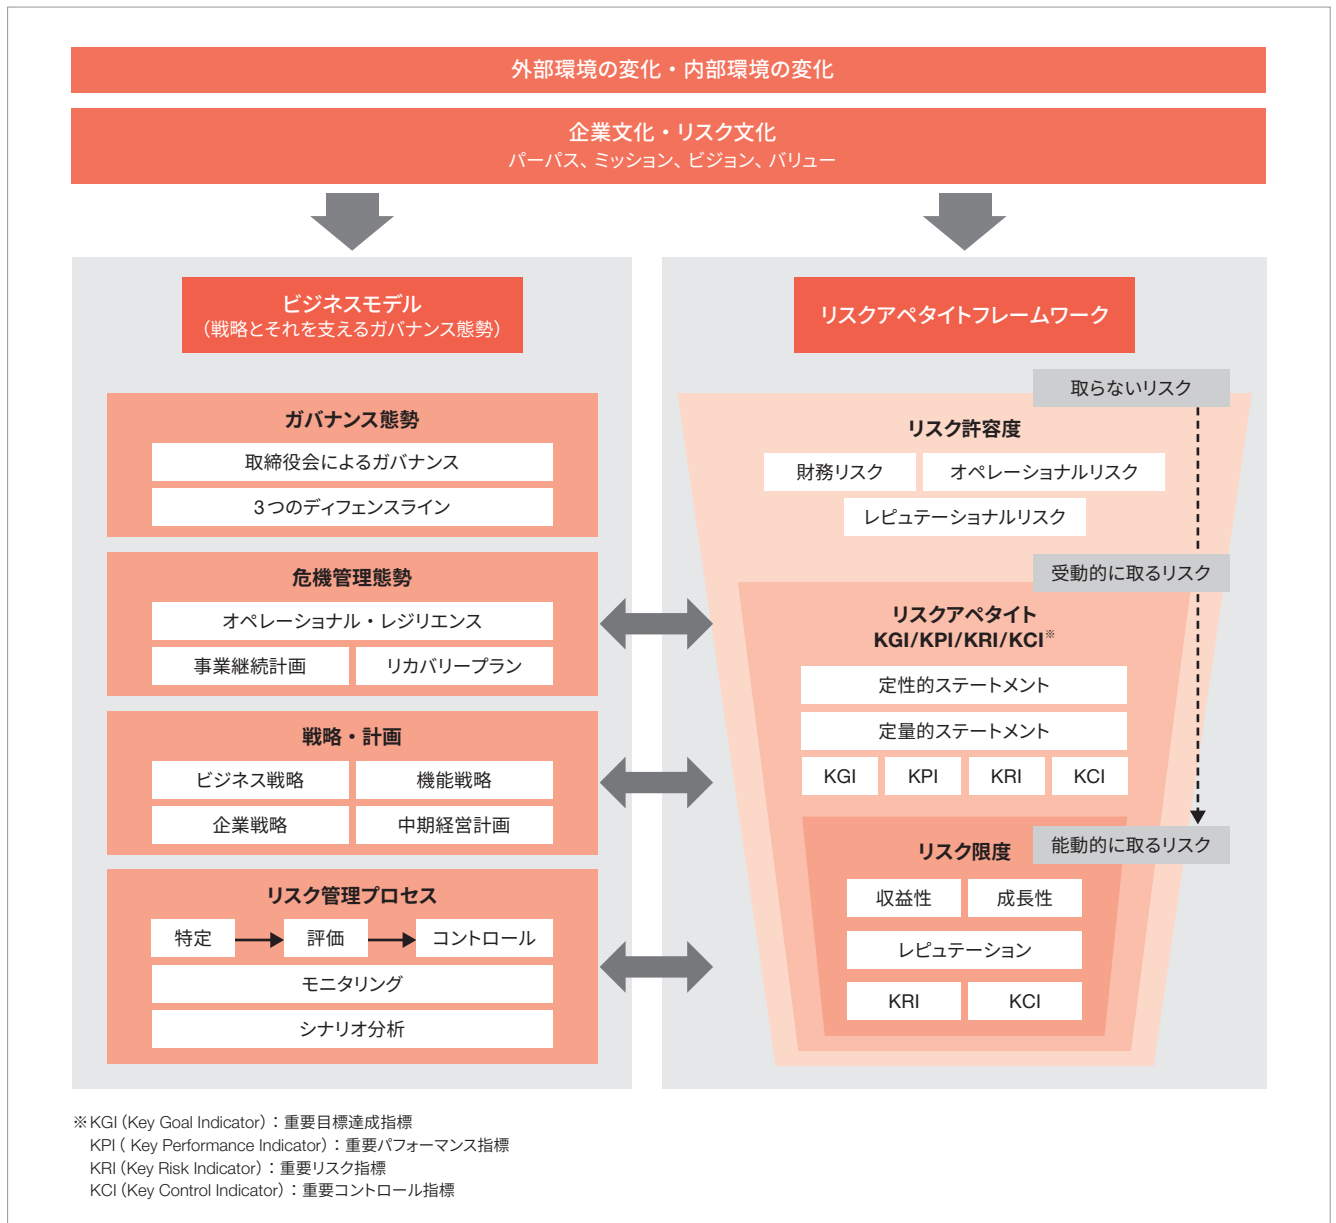 外部環境の変化・内部環境の変化
企業文化・リスク文化
パーパス、ミッション、ビジョン、バリュー
ビジネスモデル
（戦略とそれを支えるガバナンス態勢）
ガバナンス態勢
取締役会によるガバナンス
3つのディフェンスライン
危機管理態勢
オペレーショナル・レジリエンス
事業継続計画
リカバリープラン
戦略・計画
ビジネス戦略
機能戦略
企業戦略
中期経営計画
リスク管理プロセス
特定
評価
コントロール
モニタリング
シナリオ分析
リスクアペタイトフレームワーク
取らないリスク
リスク許容度
財務リスク
オペレーショナルリスク
レピュテーショナルリスク
受動的に取るリスク
リスクアペタイト
KGI/KPI/KRI/KCI※
定性的ステートメント
定量的ステートメント
KGI
KPI
KRI
KCI
能動的に取るリスク
リスク限度
収益性
成長性
レピュテーション
KRI
KCI
※KGI（Key Goal Indicator）：重要目標達成指標
KPI（ Key Performance Indicator）：重要パフォーマンス指標
KRI（Key Risk Indicator）：重要リスク指標
KCI（Key Control Indicator）：重要コントロール指標